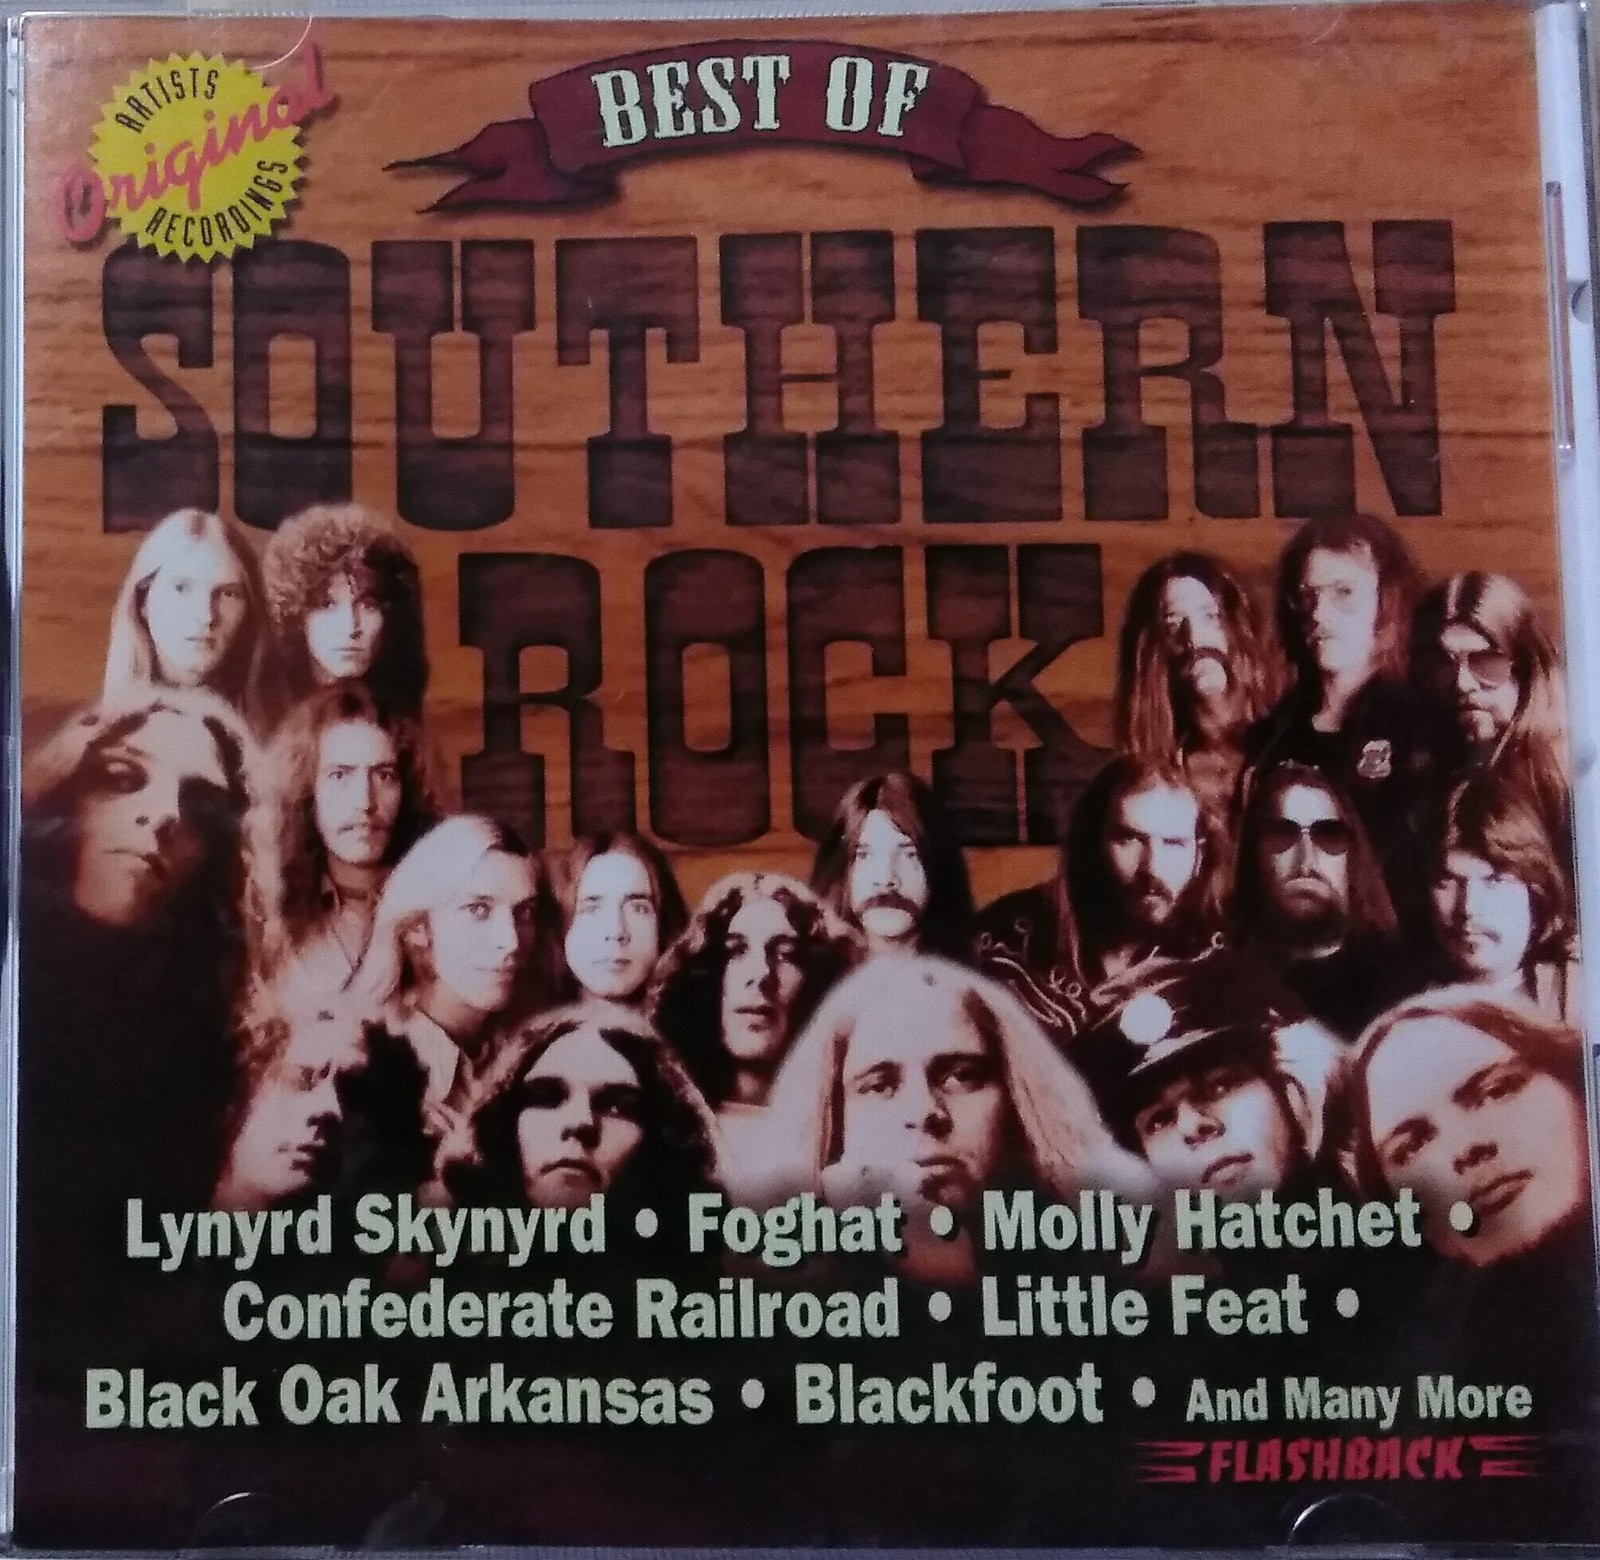 ARTISTS
Original
RECORDINGS
BEST OF
SOUTHERN
ROCK
Lynyrd Skynyrd • Foghat • Molly Hatchet •
Confederate Railroad • Little Feat •
Black Oak Arkansas • Blackfoot • And Many More
FLASHBACK